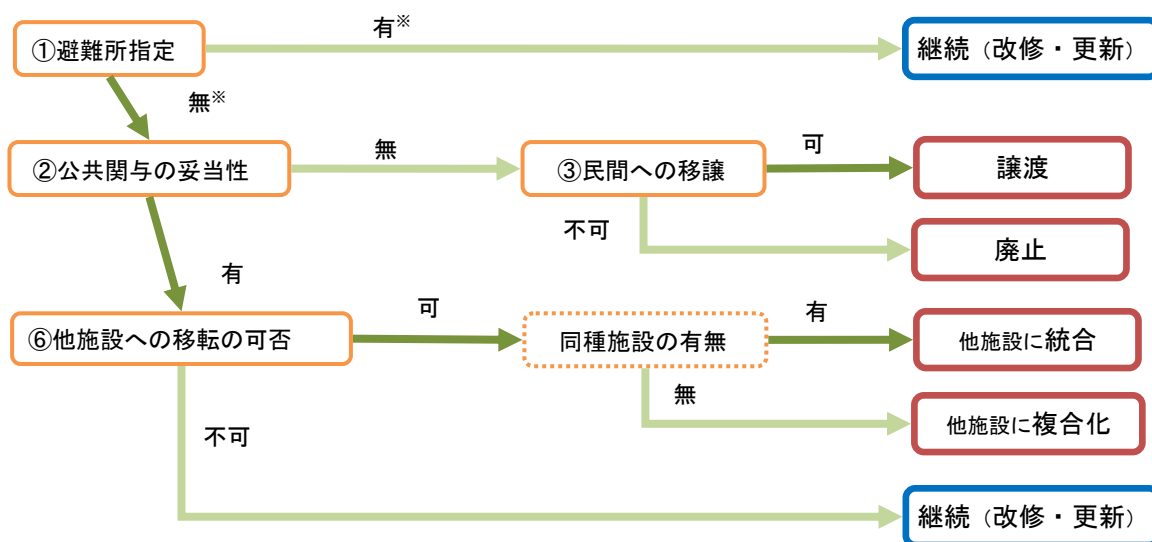 有※
①避難所指定
継続（改修・更新）
無※
②公共関与の妥当性
無
③民間への移譲
可
譲渡
不可
廃止
有
⑥他施設への移転の可否
可
同種施設の有無
有
他施設に統合
無
他施設に複合化
不可
継続（改修・更新）